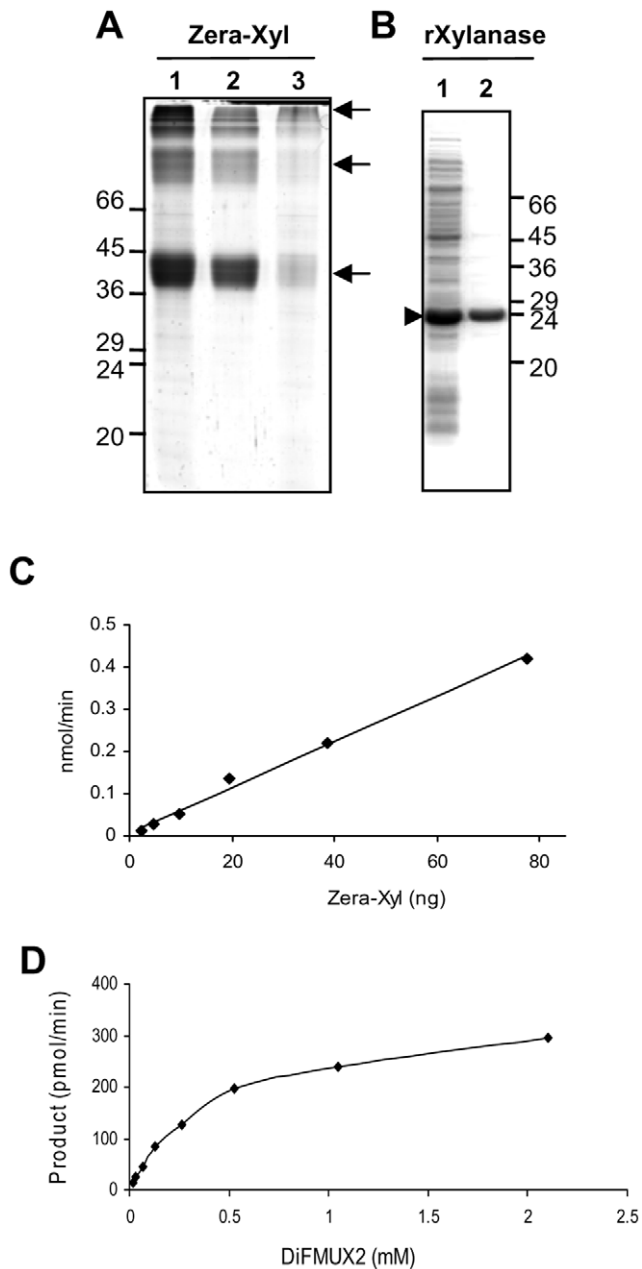 A
Zera-Xyl
1 2 3
66
45
36
29
24
20
B
rXylanase
1 2
66
45
36
29
24
20
C
0.5
0.4
0.3
0.2
0.1
0
nmol/min
0 20 40 60 80
Zera-Xyl (ng)
D
400
300
200
100
0
Product (pmol/min)
0 0.5 1 1.5 2 2.5
DiFMUX2 (mM)